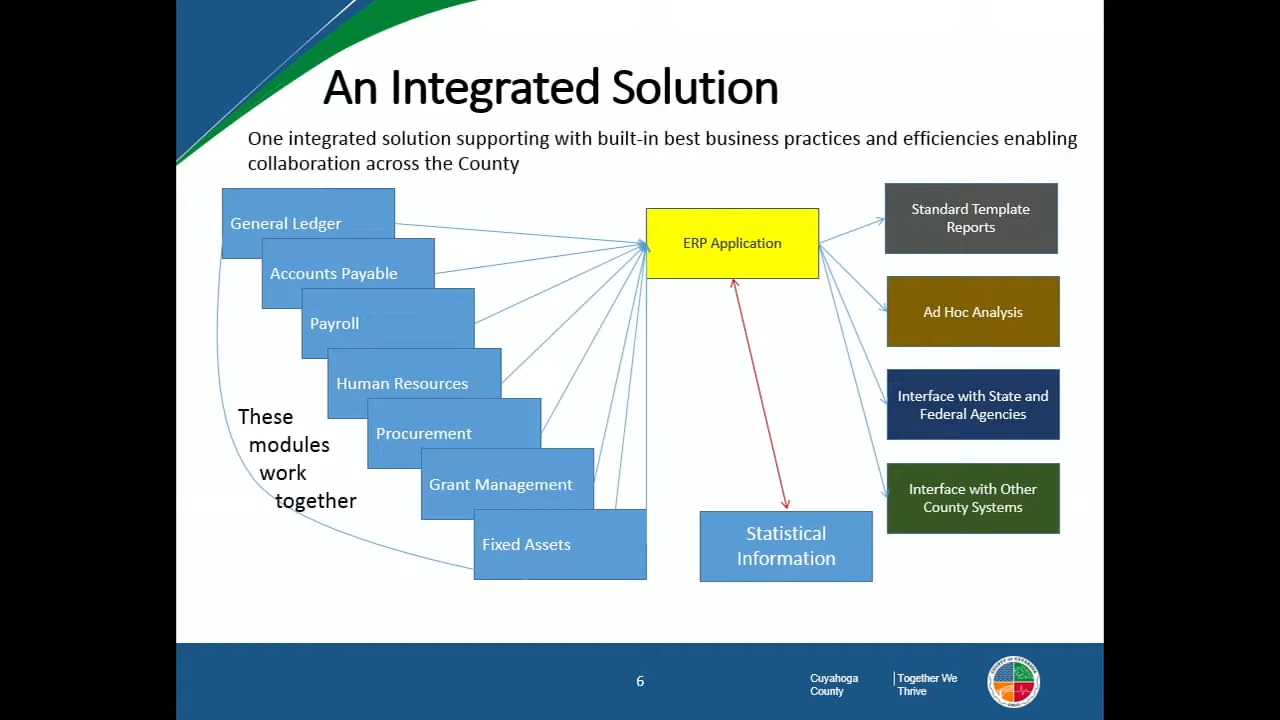 An Integrated Solution
One integrated solution supporting with built-in best business practices and efficiencies enabling
collaboration across the County
General Ledger
Accounts Payable
Payroll
Human Resources
Procurement
Grant Management
Fixed Assets
These
modules
work
together
ERP Application
Statistical
Information
Standard Template
Reports
Ad Hoc Analysis
Interface with State and
Federal Agencies
Interface with Other
County Systems
6
Cuyahoga
County
Together We
Thrive